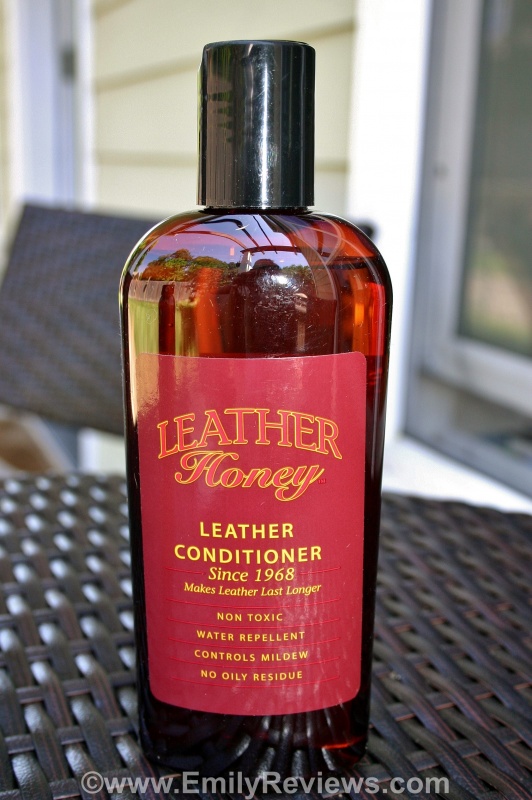 LEATHER
Honey
LEATHER
CONDITIONER
Since 1968
Makes Leather Last Longer
NON TOXIC
WATER REPELLENT
CONTROLS MILDEW
NO OILY RESIDUE
©www.EmilyReviews.com